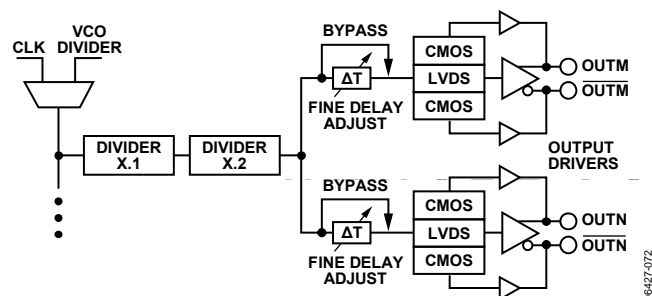 CLK
VCO
DIVIDER
DIVIDER
X.1
DIVIDER
X.2
BYPASS
ΔT
FINE DELAY
ADJUST
CMOS
LVDS
CMOS
OUTM
OUTM
OUTPUT
DRIVERS
BYPASS
ΔT
FINE DELAY
ADJUST
CMOS
LVDS
CMOS
OUTN
OUTN
6427-072